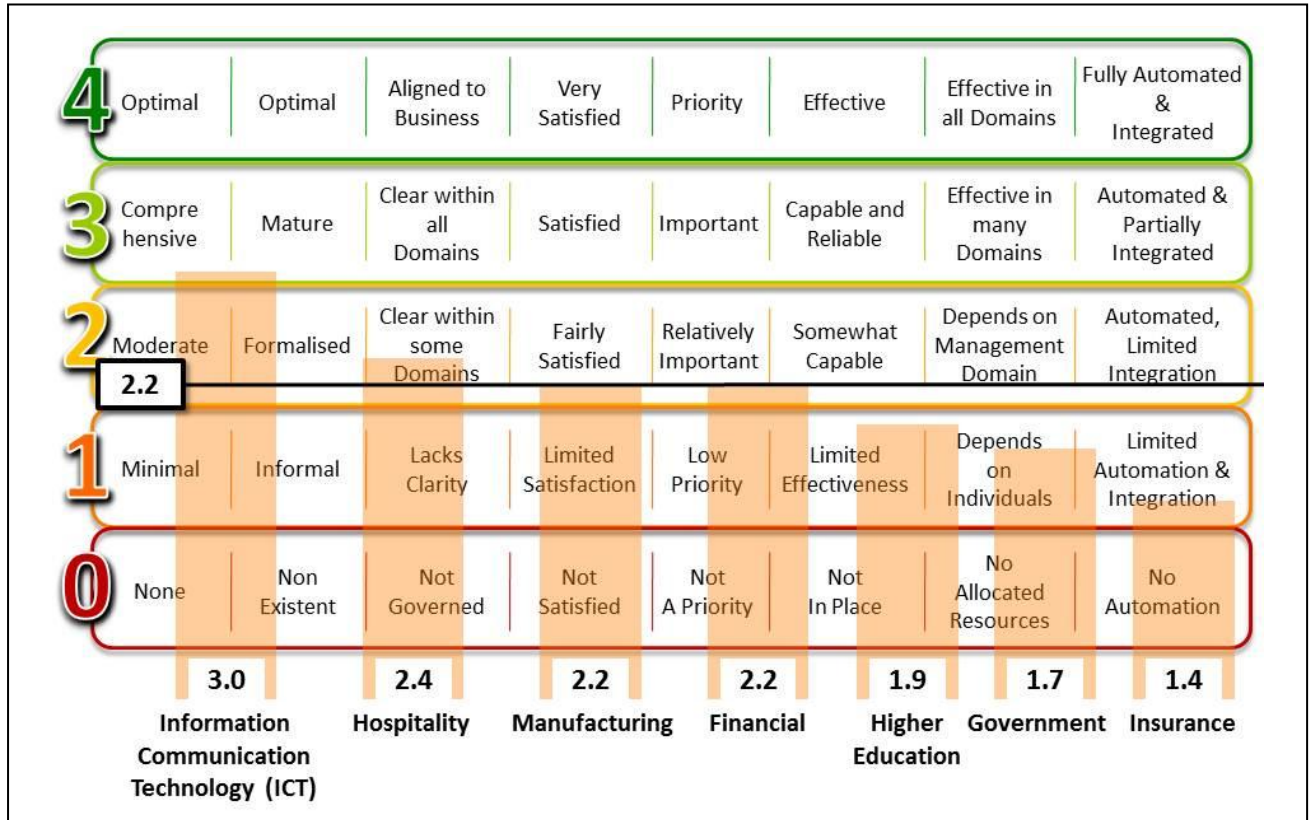 4
Optimal
Optimal
Aligned to
Business
Very
Satisfied
Priority
Effective
Effective in
all Domains
Fully Automated
&
Integrated
3
Compre
hensive
Mature
Clear within
all
Domains
Satisfied
Important
Capable and
Reliable
Effective in
many
Domains
Automated &
Partially
Integrated
2
Moderate
Formalised
Clear within
some
Domains
Fairly
Satisfied
Relatively
Important
Somewhat
Capable
Depends on
Management
Domain
Automated,
Limited
Integration
2.2
1
Minimal
Informal
Lacks
Clarity
Limited
Satisfaction
Low
Priority
Limited
Effectiveness
Depends
on
Individuals
Limited
Automation &
Integration
0
None
Non
Existent
Not
Governed
Not
Satisfied
Not
A Priority
Not
In Place
No
Allocated
Resources
No
Automation
3.0
2.4
2.2
2.2
1.9
1.7
1.4
Information
Communication
Technology (ICT)
Hospitality
Manufacturing
Financial
Higher
Education
Government
Insurance